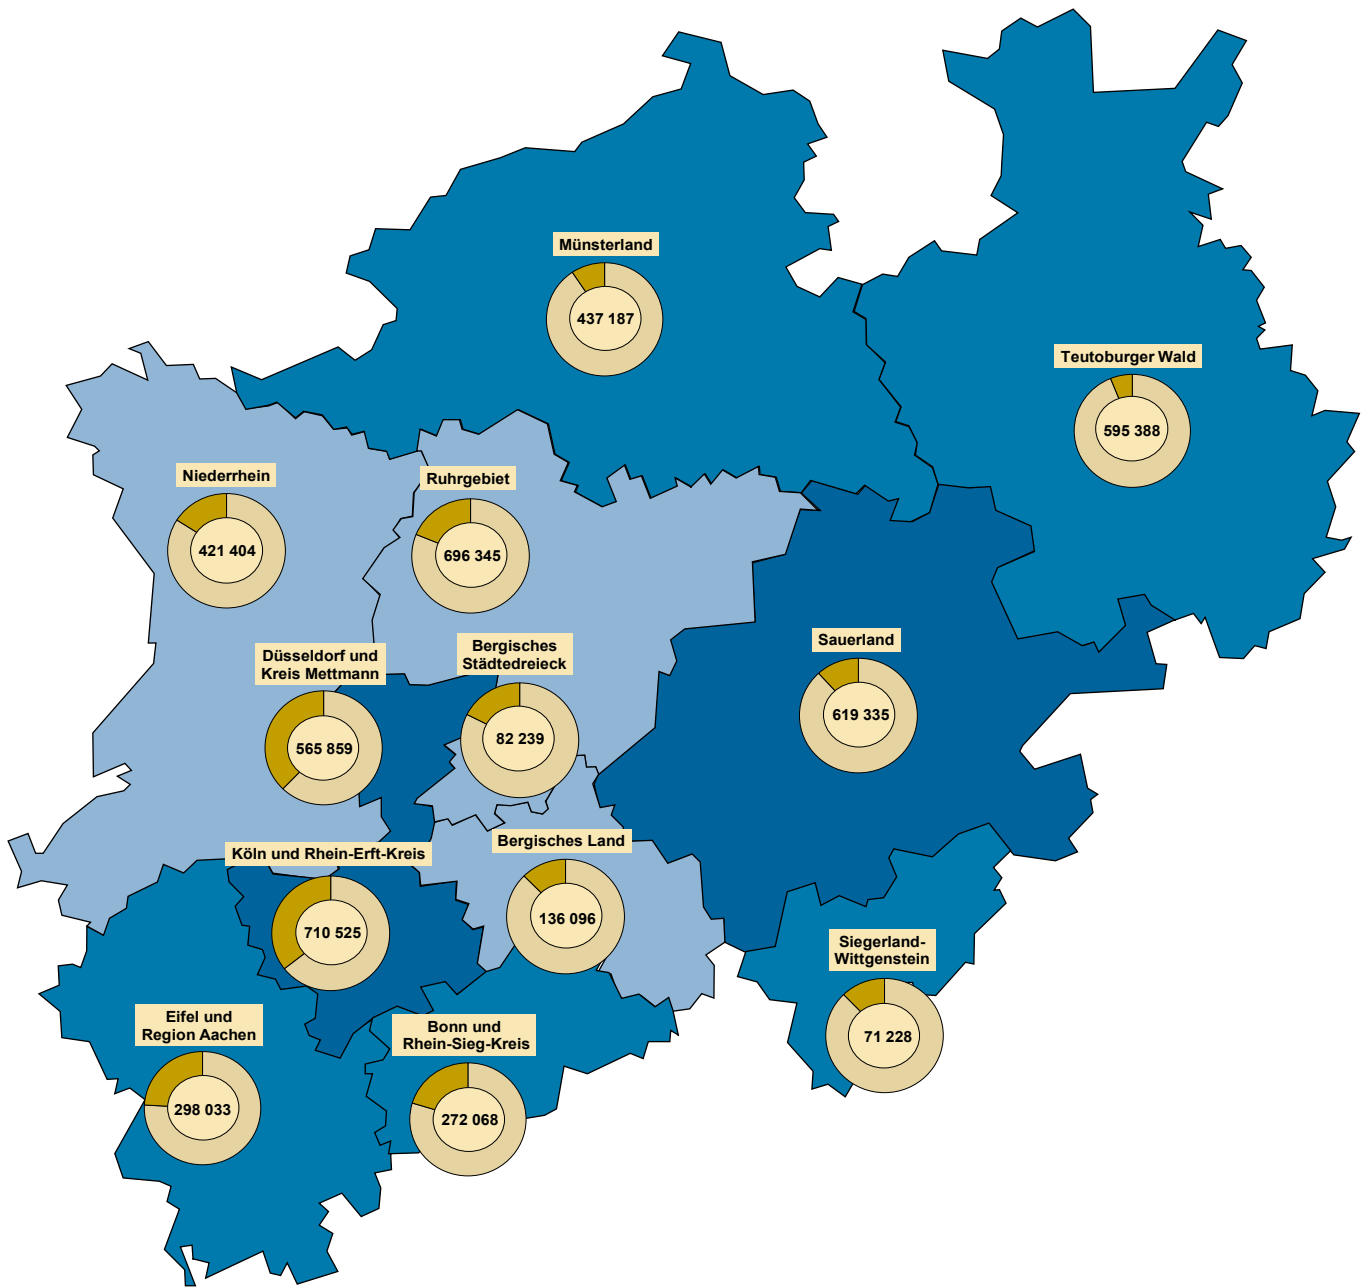 Münsterland
437 187
Teutoburger Wald
595 388
Niederrhein
421 404
Ruhrgebiet
696 345
Sauerland
619 335
Düsseldorf und
Kreis Mettmann
565 859
Bergisches
Städtedreieck
82 239
Köln und Rhein-Erft-Kreis
710 525
Bergisches Land
136 096
Siegerland-
Wittgenstein
71 228
Eifel und
Region Aachen
298 033
Bonn und
Rhein-Sieg-Kreis
272 068